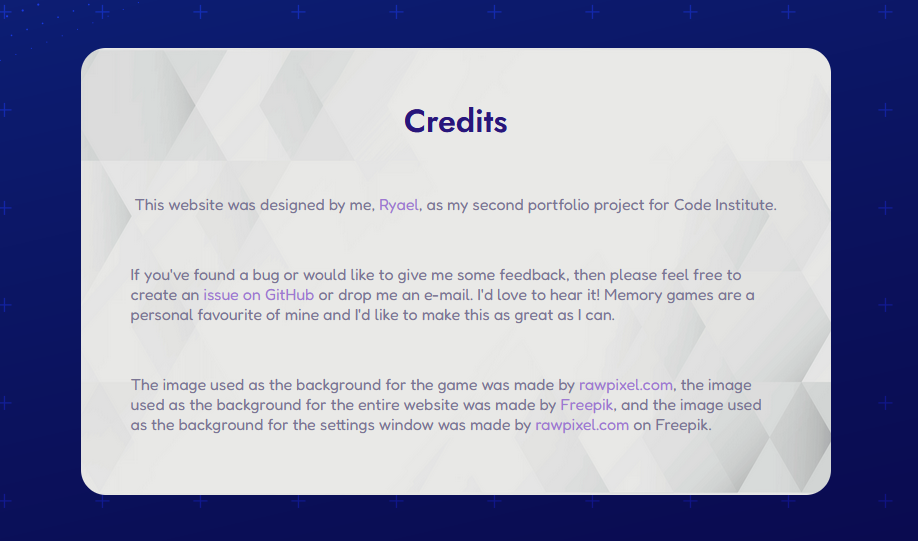 Credits
This website was designed by me, Ryael, as my second portfolio project for Code Institute.
If you've found a bug or would like to give me some feedback, then please feel free to
create an issue on GitHub or drop me an e-mail. I'd love to hear it! Memory games are a
personal favourite of mine and I'd like to make this as great as I can.
The image used as the background for the game was made by rawpixel.com, the image
used as the background for the entire website was made by Freepik, and the image used
as the background for the settings window was made by rawpixel.com on Freepik.